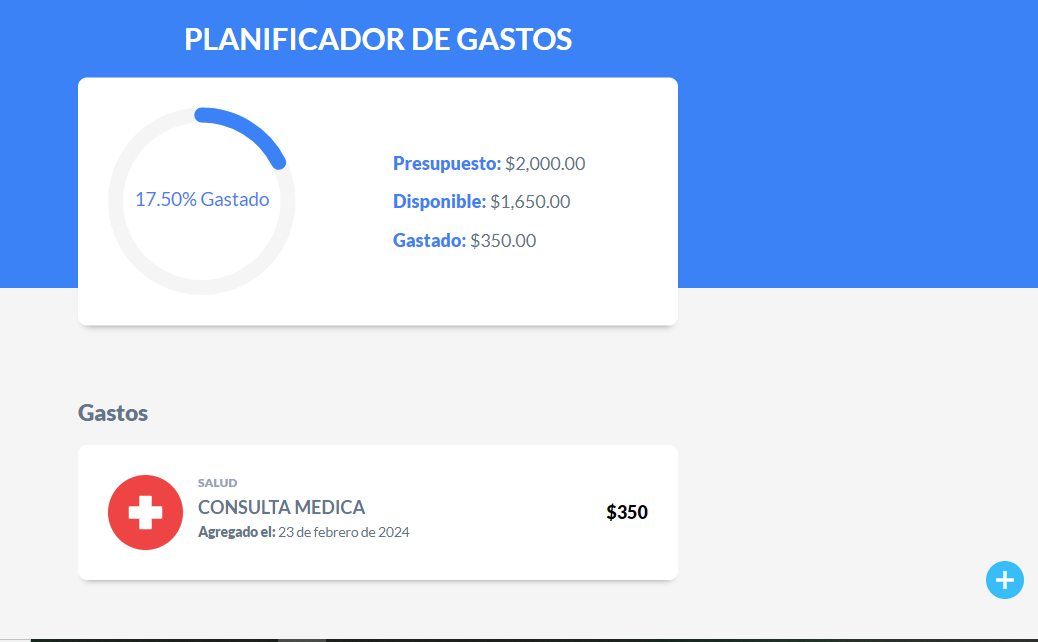 PLANIFICADOR DE GASTOS
17.50% Gastado
Presupuesto: $2,000.00
Disponible: $1,650.00
Gastado: $350.00
Gastos
SALUD
CONSULTA MEDICA
$350
Agregado el: 23 de febrero de 2024